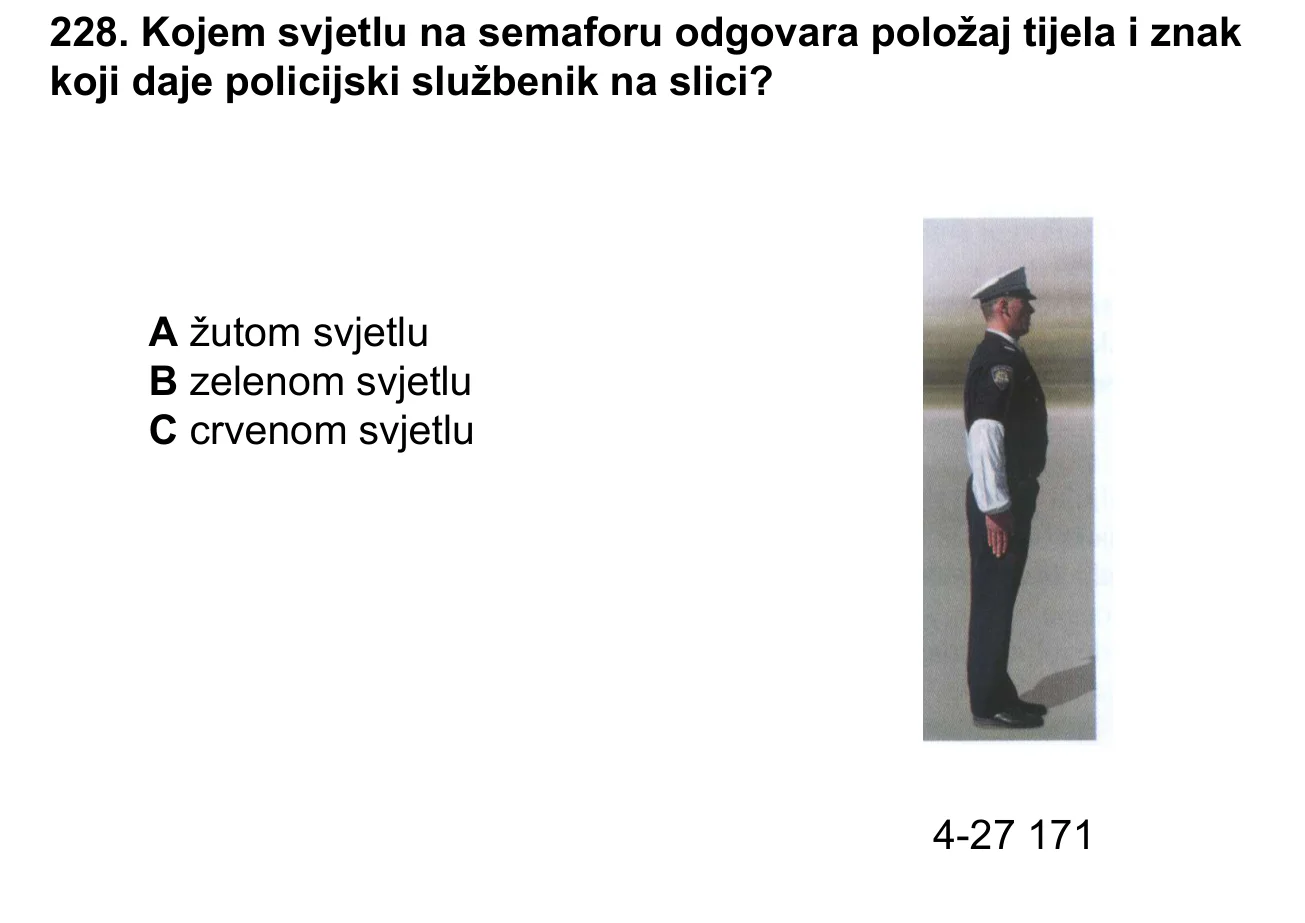 228. Kojem svjetlu na semaforu odgovara položaj tijela i znak
koji daje policijski službenik na slici?
A žutom svjetlu
B zelenom svjetlu
C crvenom svjetlu
4-27 171